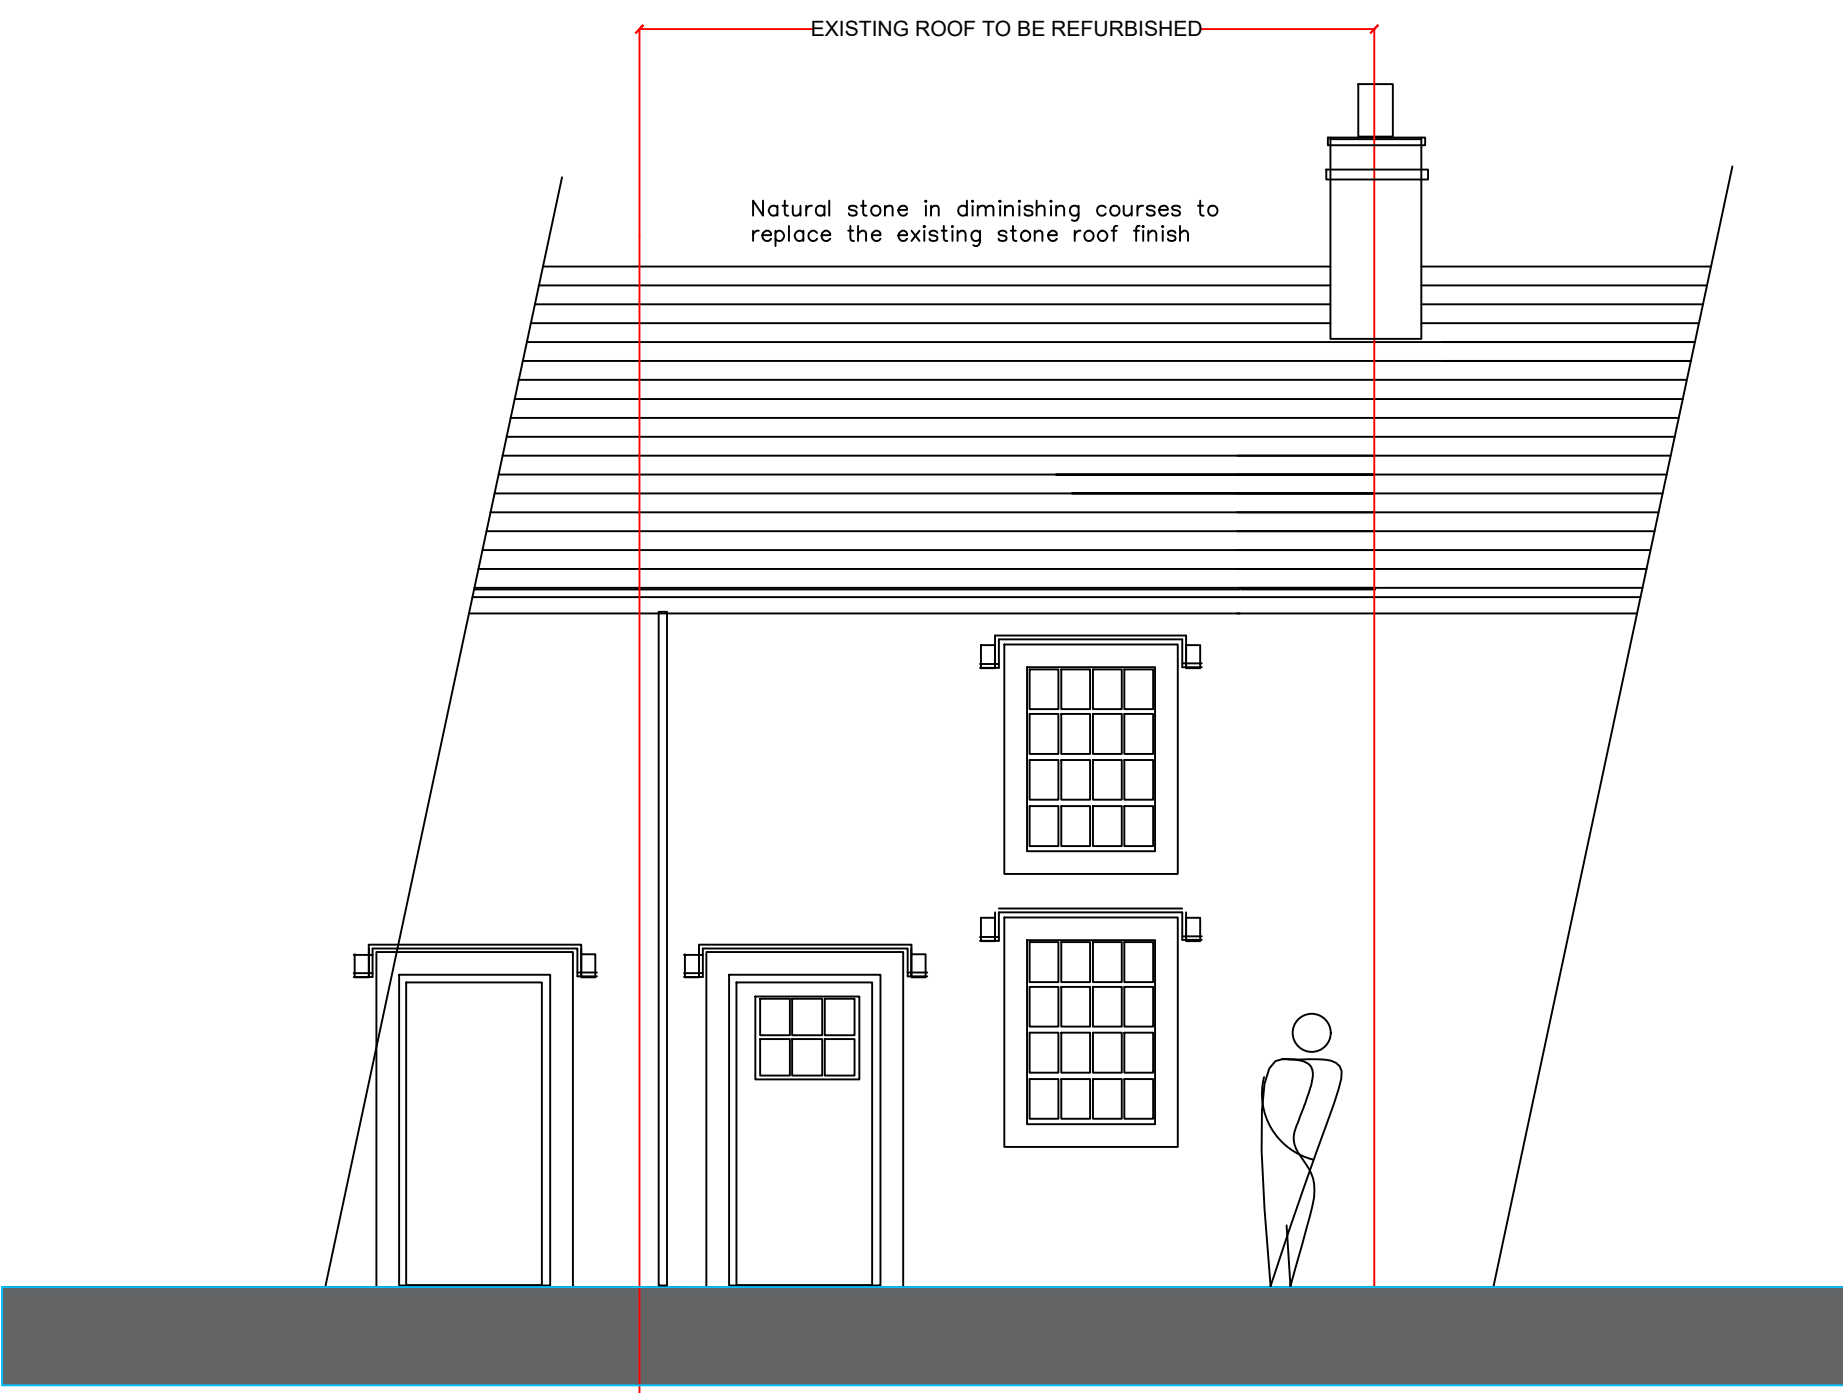 EXISTING ROOF TO BE REFURBISHED
Natural stone in diminishing courses to
replace the existing stone roof finish